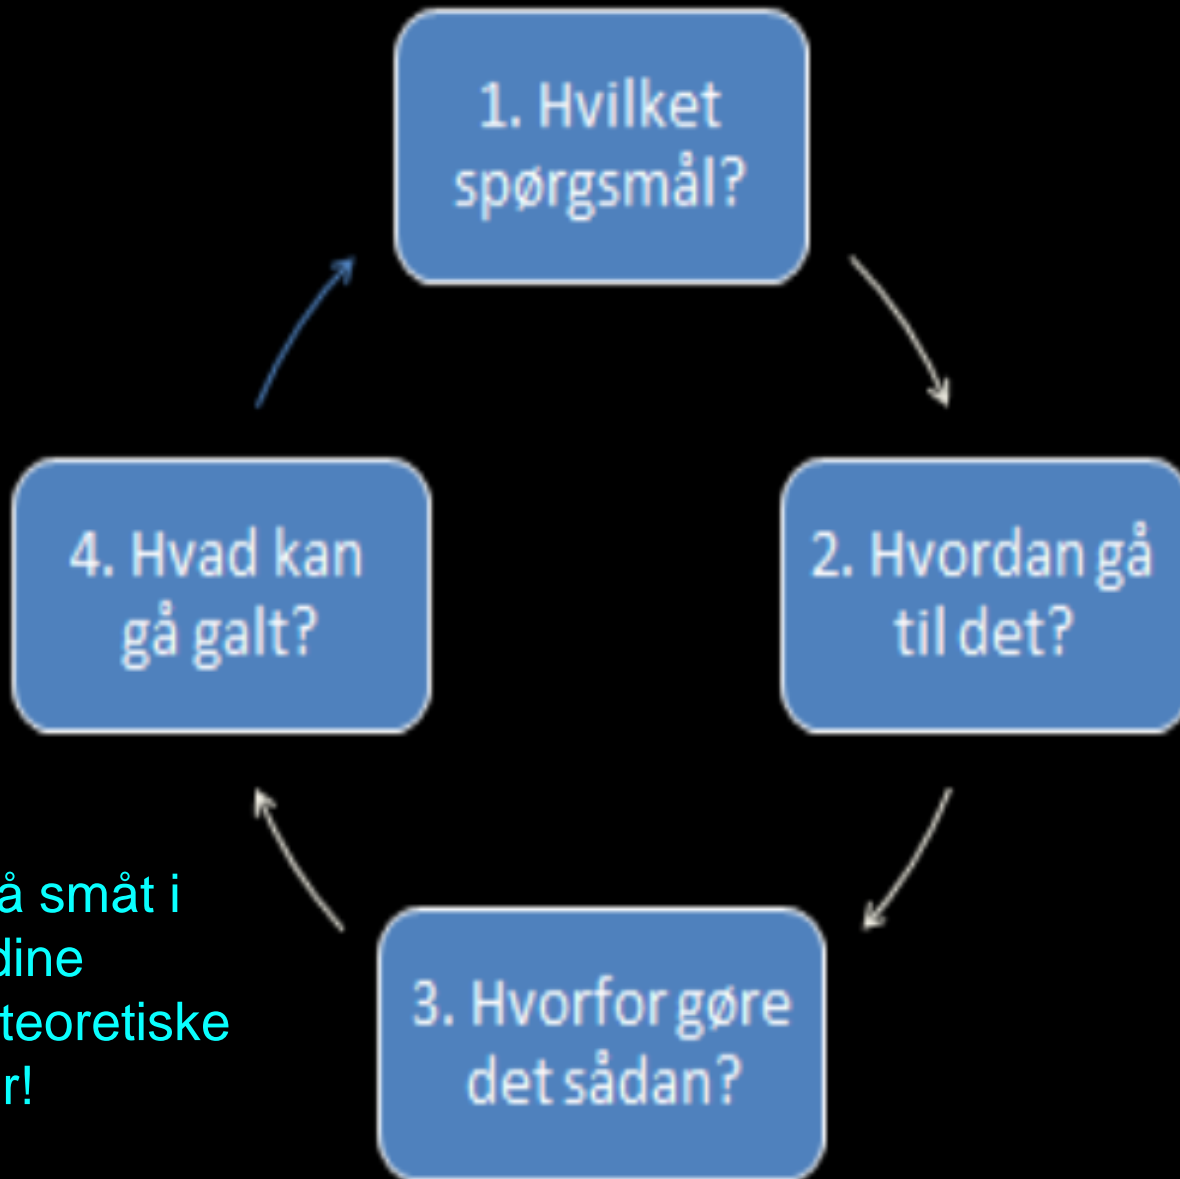 1. Hvilket
spørgsmål?
4. Hvad kan
gå galt?
2. Hvordan gå
til det?
å småt i
dine
teoretiske
r!
3. Hvorfor gøre
det sådan?